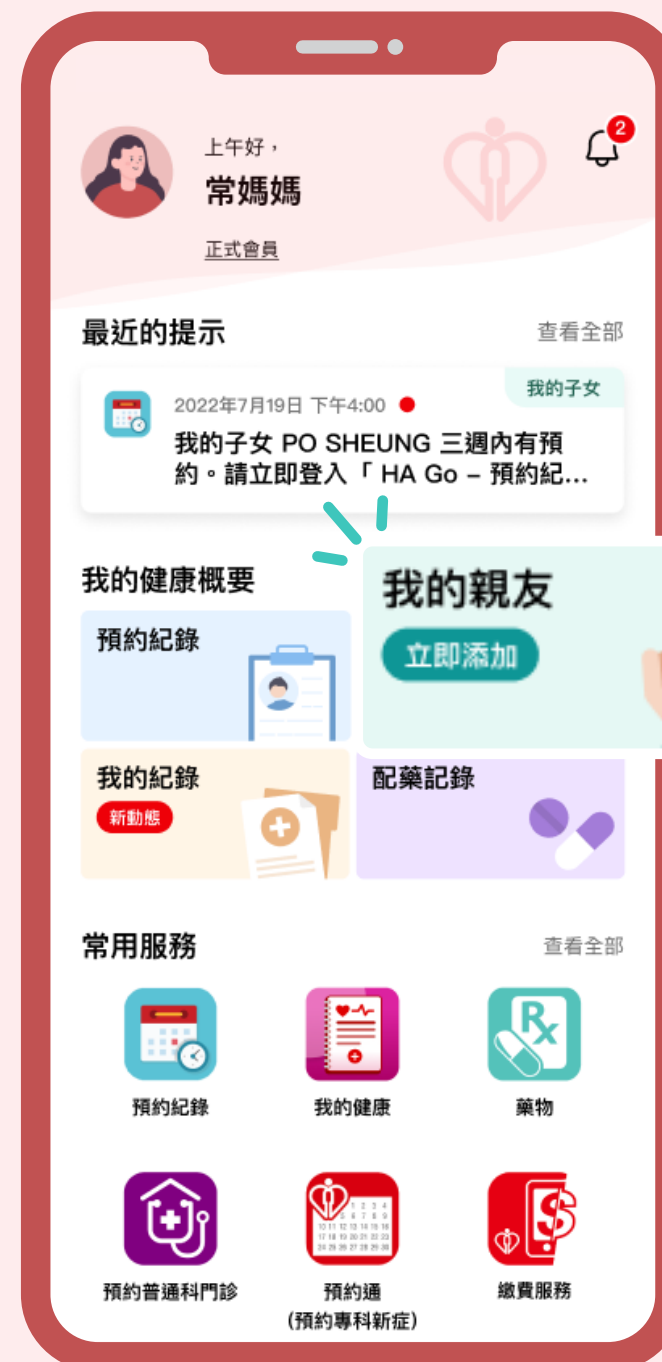 2
上午好，
常媽媽
正式會員
最近的提示 查看全部
我的子女
2022年7月19日 下午4:00
我的子女 PO SHEUNG 三週內有預
約。請立即登入「 HA Go – 預約紀...
我的健康概要
預約紀錄
我的親友
立即添加
我的紀錄
新動態
配藥記錄
常用服務 查看全部
Rx
預約紀錄 我的健康 藥物
$
預約普通科門診 預約通 繳費服務
(預約專科新症)